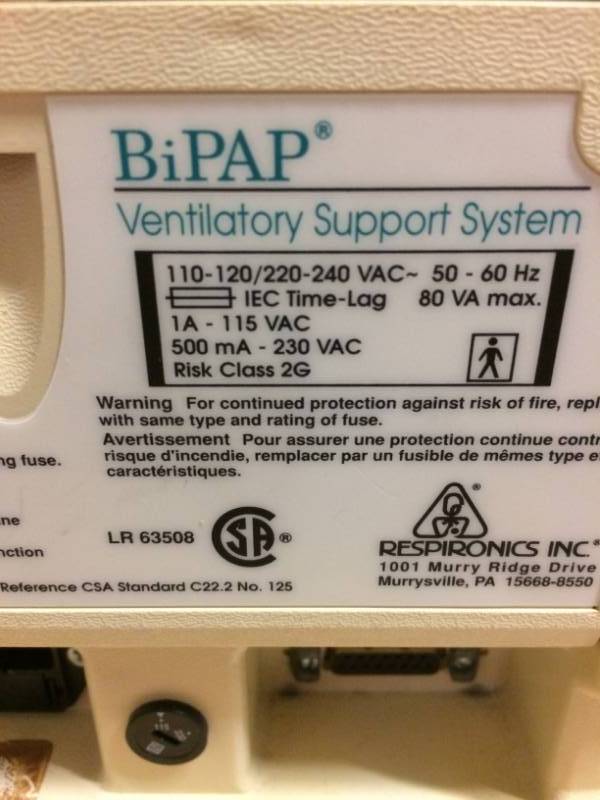 BiPAP®
Ventilatory Support System
110-120/220-240 VAC~ 50 - 60 Hz
IEC Time-Lag 80 VA max.
1A - 115 VAC
500 mA - 230 VAC
Risk Class 2G
Warning For continued protection against risk of fire, repl
with same type and rating of fuse.
Avertissement Pour assurer une protection continue contr
ng fuse.
risque d'incendie, remplacer par un fusible de mêmes type e
caractéristiques.
ne
nction
LR 63508
CSA®
RESPIRONICS INC.®
1001 Murry Ridge Drive
Murrysville, PA 15668-8550
Reference CSA Standard C22.2 No. 125